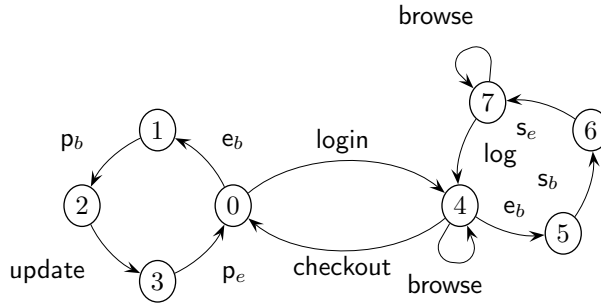 browse
7
6
1
s_e
p_b
e_b
login
log
s_b
2
0
4
e_b
5
update
3
p_e
checkout
browse